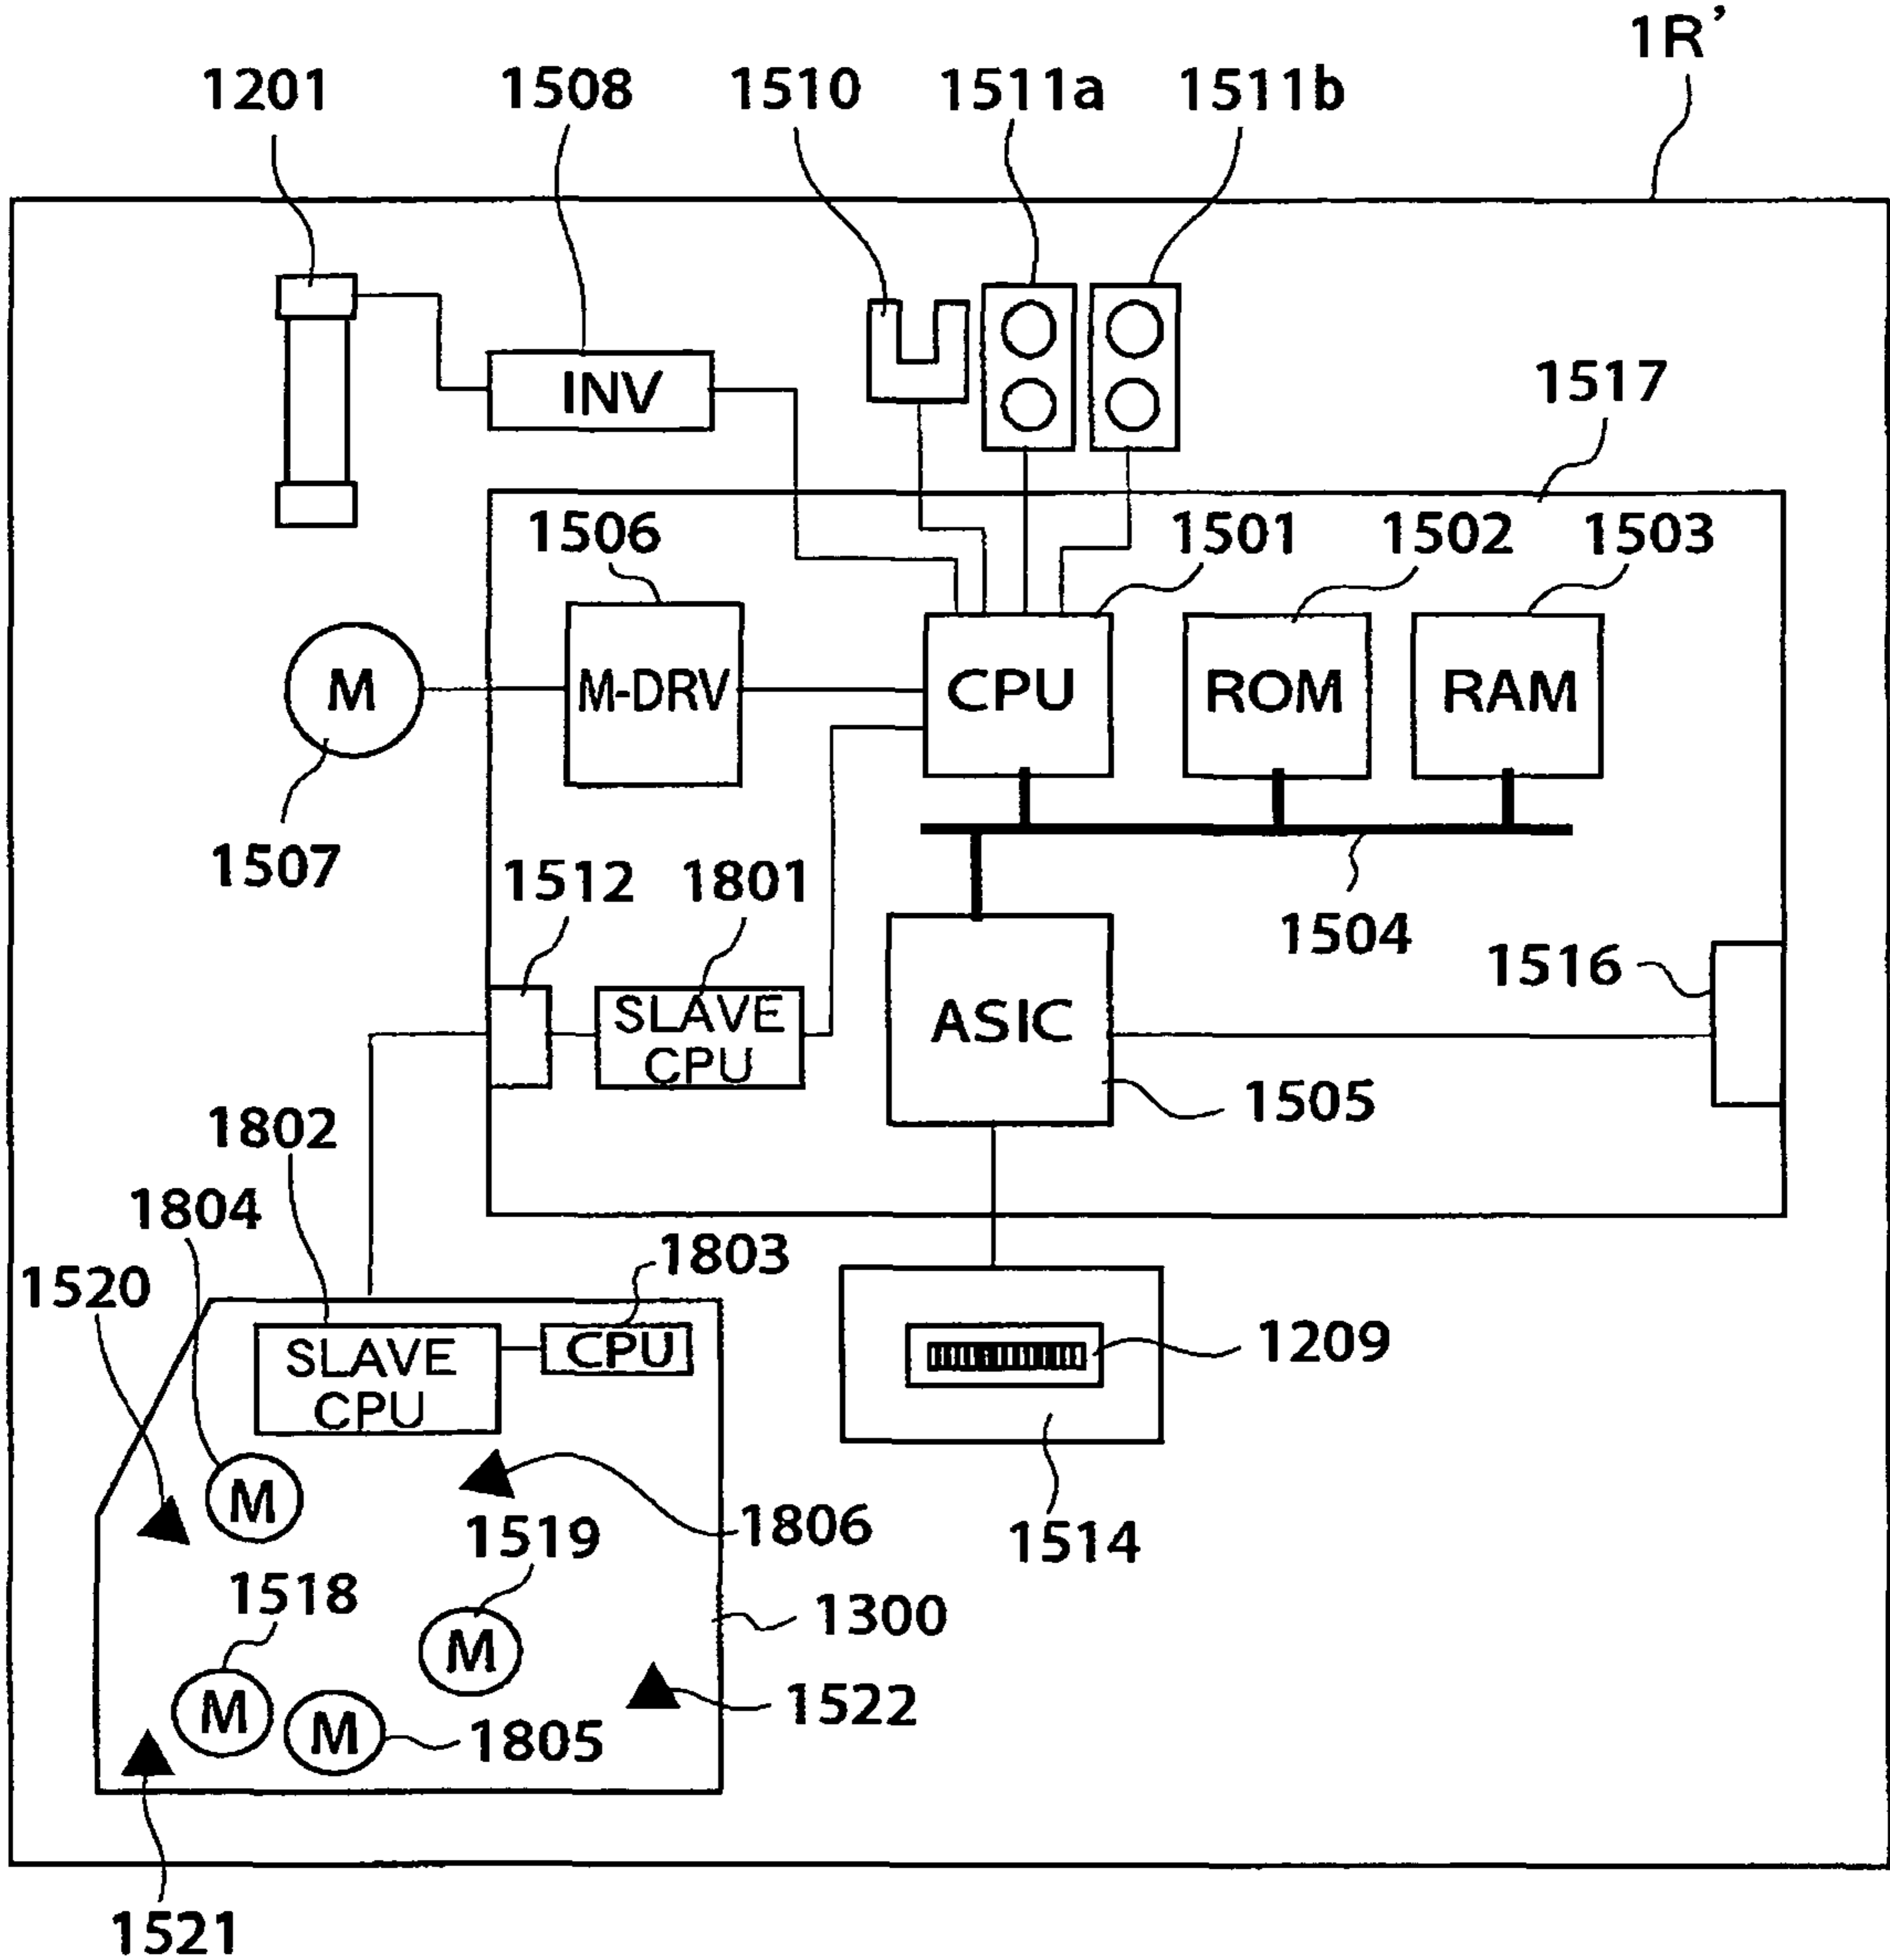 1R’
1201 1508 1510 1511a 1511b
INV
1517
1506 1501 1502 1503
M M-DRV CPU ROM RAM
1507
1512 1801
1504
1516
SLAVE
CPU
ASIC
1505
1802
1804
1803
1520
SLAVE
CPU
CPU
1209
M
1806
1519
1514
1518
M
1300
M
M
1805
1522
1521